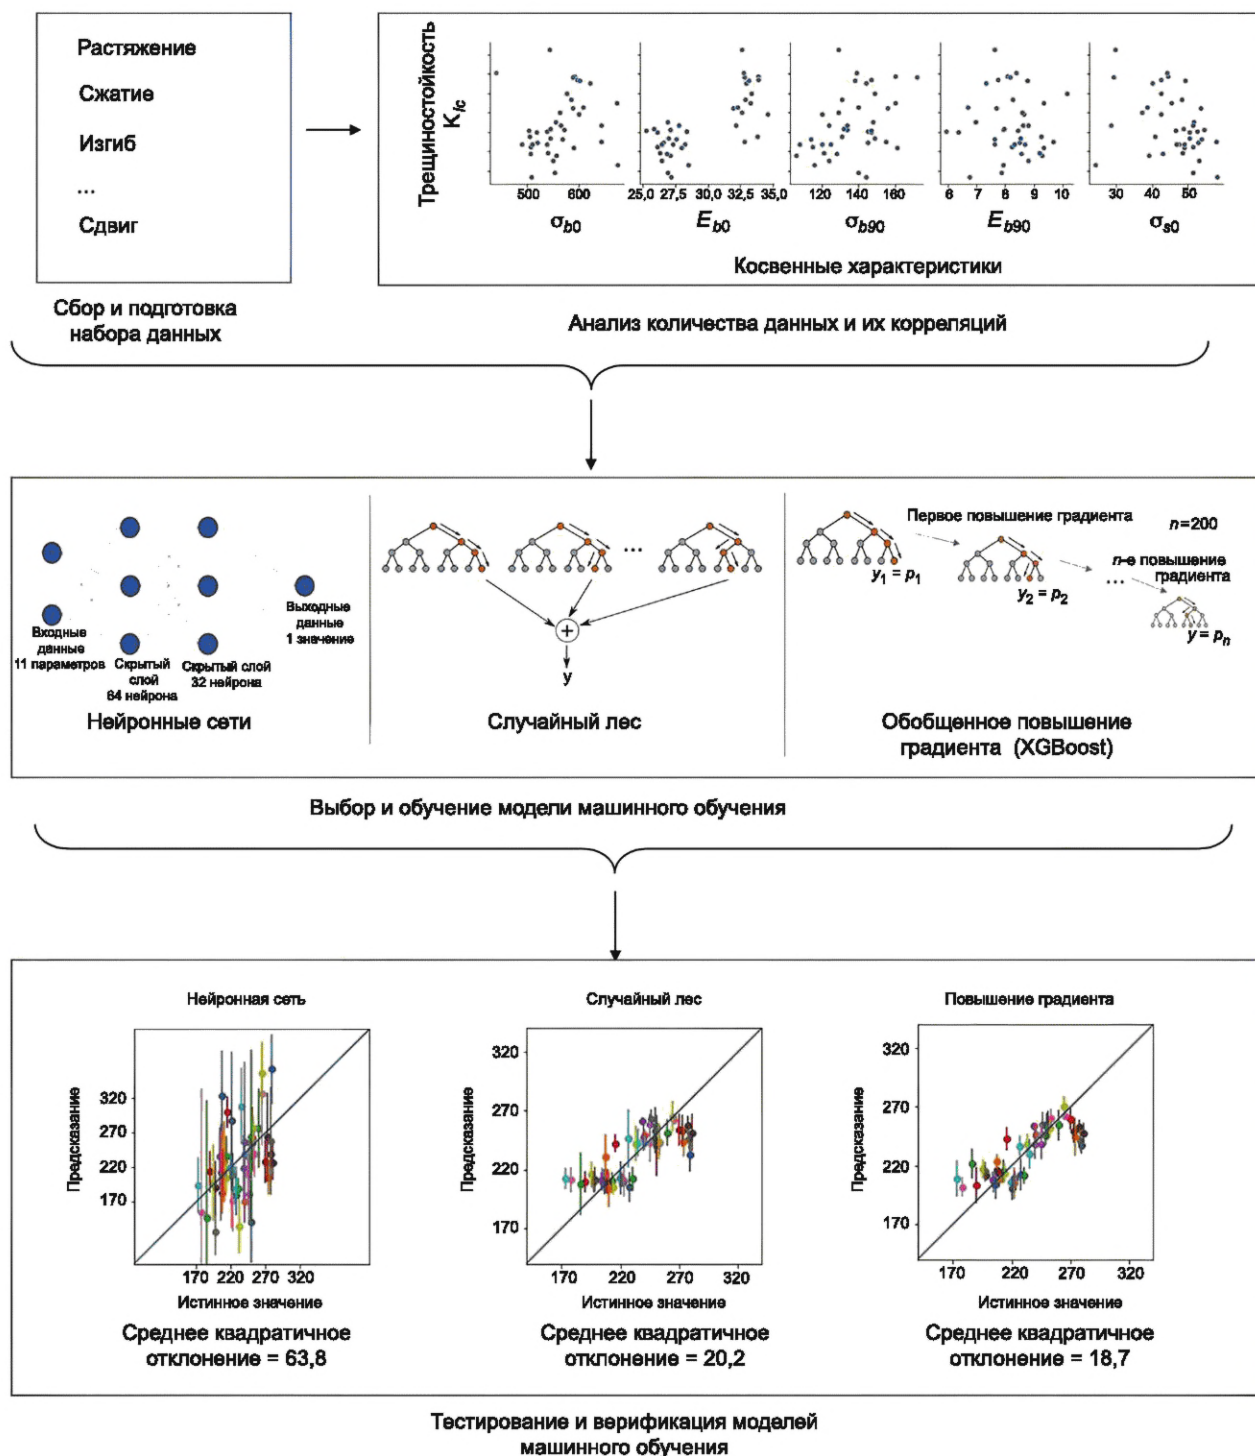 Растяжение
Сжатие
Изгиб
...
Сдвиг
Сбор и подготовка
набора данных
Трещиностойкость
K_Ic
500 600
25,0 27,5 30,0 32,5 35,0
120 140 160
6 7 8 9 10
30 40 50
σ_b0
E_b0
σ_b90
E_b90
σ_s0
Косвенные характеристики
Анализ количества данных и их корреляций
Входные
данные
11 параметров
Скрытый
слой
64 нейрона
Скрытый слой
32 нейрона
Выходные
данные
1 значение
Нейронные сети
...
+
y
Случайный лес
Первое повышение градиента
n=200
y₁ = p₁
n-е повышение
градиента
y₂ = p₂
...
y = pₙ
Обобщенное повышение
градиента (XGBoost)
Выбор и обучение модели машинного обучения
Нейронная сеть
Предсказание
320
270
220
170
170 220 270 320
Истинное значение
Среднее квадратичное
отклонение = 63,8
Случайный лес
Предсказание
320
270
220
170
170 220 270 320
Истинное значение
Среднее квадратичное
отклонение = 20,2
Повышение градиента
Предсказание
320
270
220
170
170 220 270 320
Истинное значение
Среднее квадратичное
отклонение = 18,7
Тестирование и верификация моделей
машинного обучения